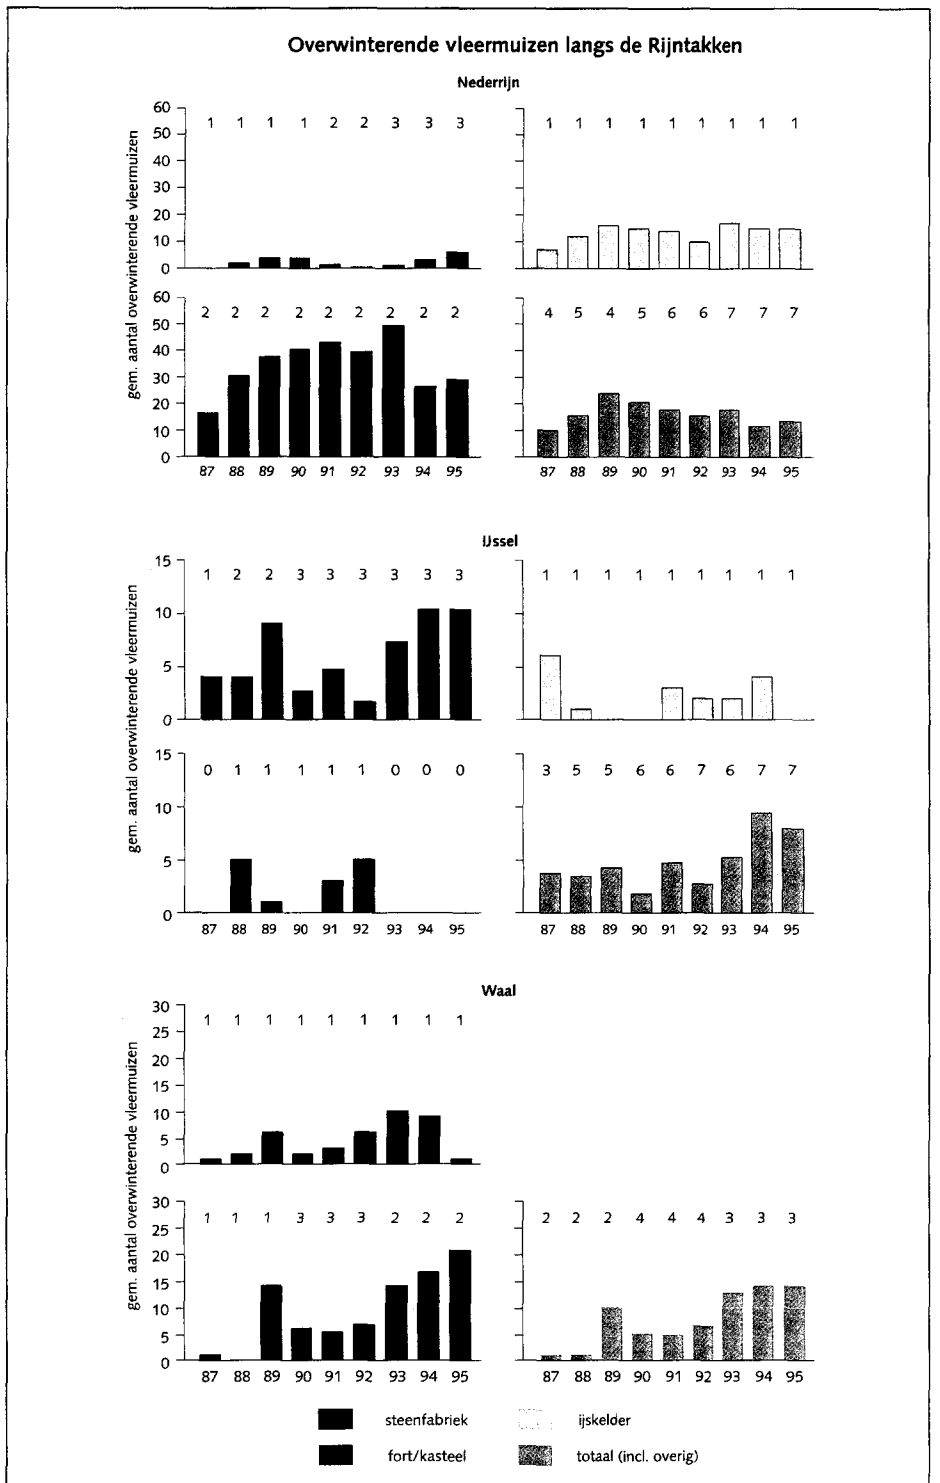 Overwinterende vleermuizen langs de Rijntakken
Nederrijn
gem. aantal overwinterende vleermuizen
60
50
40
30
20
10
0
1 1 1 1 2 2 3 3 3
1 1 1 1 1 1 1 1 1
60
50
40
30
20
10
0
2 2 2 2 2 2 2 2 2
4 5 4 5 6 6 7 7 7
87 88 89 90 91 92 93 94 95
87 88 89 90 91 92 93 94 95
IJssel
gem. aantal overwinterende vleermuizen
15
10
5
0
1 2 2 3 3 3 3 3 3
1 1 1 1 1 1 1 1 1
15
10
5
0
0 1 1 1 1 1 0 0 0
3 5 5 6 6 7 6 7 7
87 88 89 90 91 92 93 94 95
87 88 89 90 91 92 93 94 95
Waal
gem. aantal overwinterende vleermuizen
30
25
20
15
10
5
0
1 1 1 1 1 1 1 1 1
30
25
20
15
10
5
0
1 1 1 3 3 3 2 2 2
2 2 2 4 4 4 3 3 3
87 88 89 90 91 92 93 94 95
87 88 89 90 91 92 93 94 95
steenfabriek
ijskelder
fort/kasteel
totaal (incl. overig)